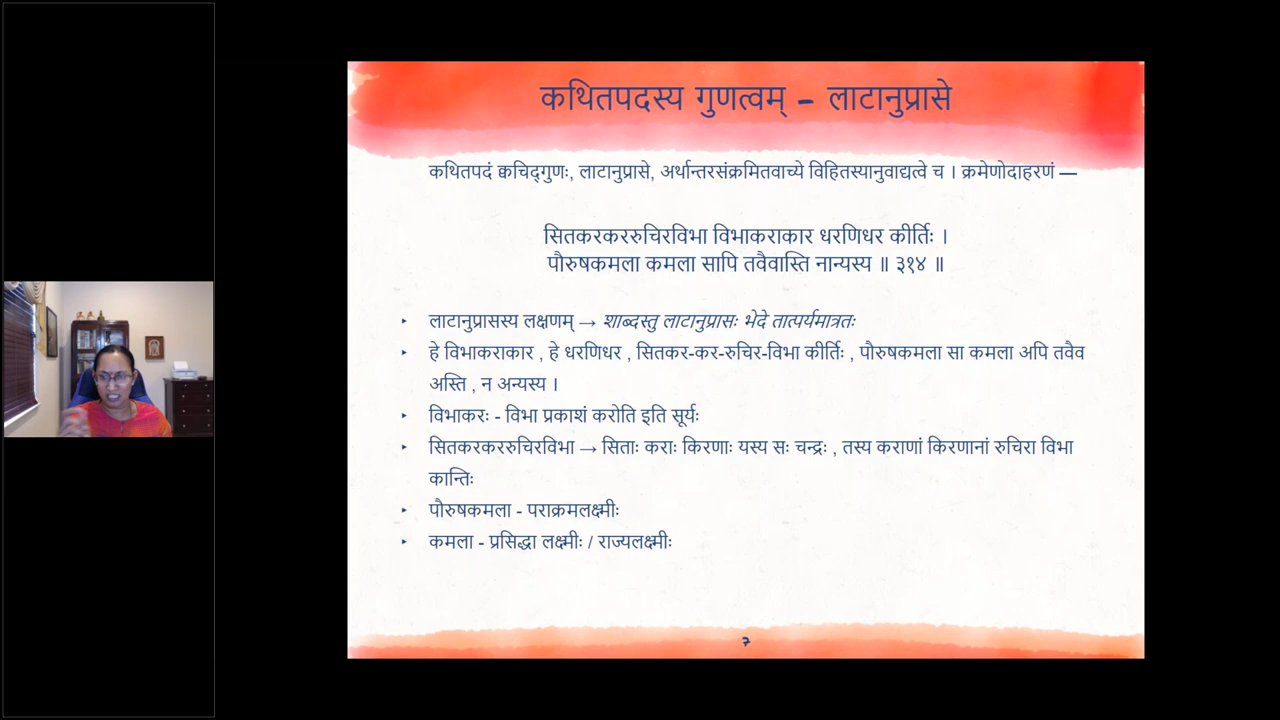 कथितपदस्य गुणत्वम् – लाटानुप्रासे
कथितपदं क्वचिद्गुणः, लाटानुप्रासे, अर्थान्तरसंक्रमितवाच्ये विहितस्यानुवाद्यत्वे च । क्रमेणोदाहरणं —
सितकरकररुचिरविभा विभाकराकार धरणिधर कीर्तिः ।
पौरुषकमला कमला सापि तवैवास्ति नान्यस्य ॥ ३१४ ॥
‣ लाटानुप्रासस्य लक्षणम् → शाब्दस्तु लाटानुप्रासः भेदे तात्पर्यमात्रतः
‣ हे विभाकराकार , हे धरणिधर , सितकर-कर-रुचिर-विभा कीर्तिः , पौरुषकमला सा कमला अपि तवैव
अस्ति , न अन्यस्य ।
‣ विभाकरः - विभा प्रकाशं करोति इति सूर्यः
‣ सितकरकररुचिरविभा → सिताः कराः किरणाः यस्य सः चन्द्रः , तस्य कराणां किरणानां रुचिरा विभा
कान्तिः
‣ पौरुषकमला - पराक्रमलक्ष्मीः
‣ कमला - प्रसिद्धा लक्ष्मीः / राज्यलक्ष्मीः
७